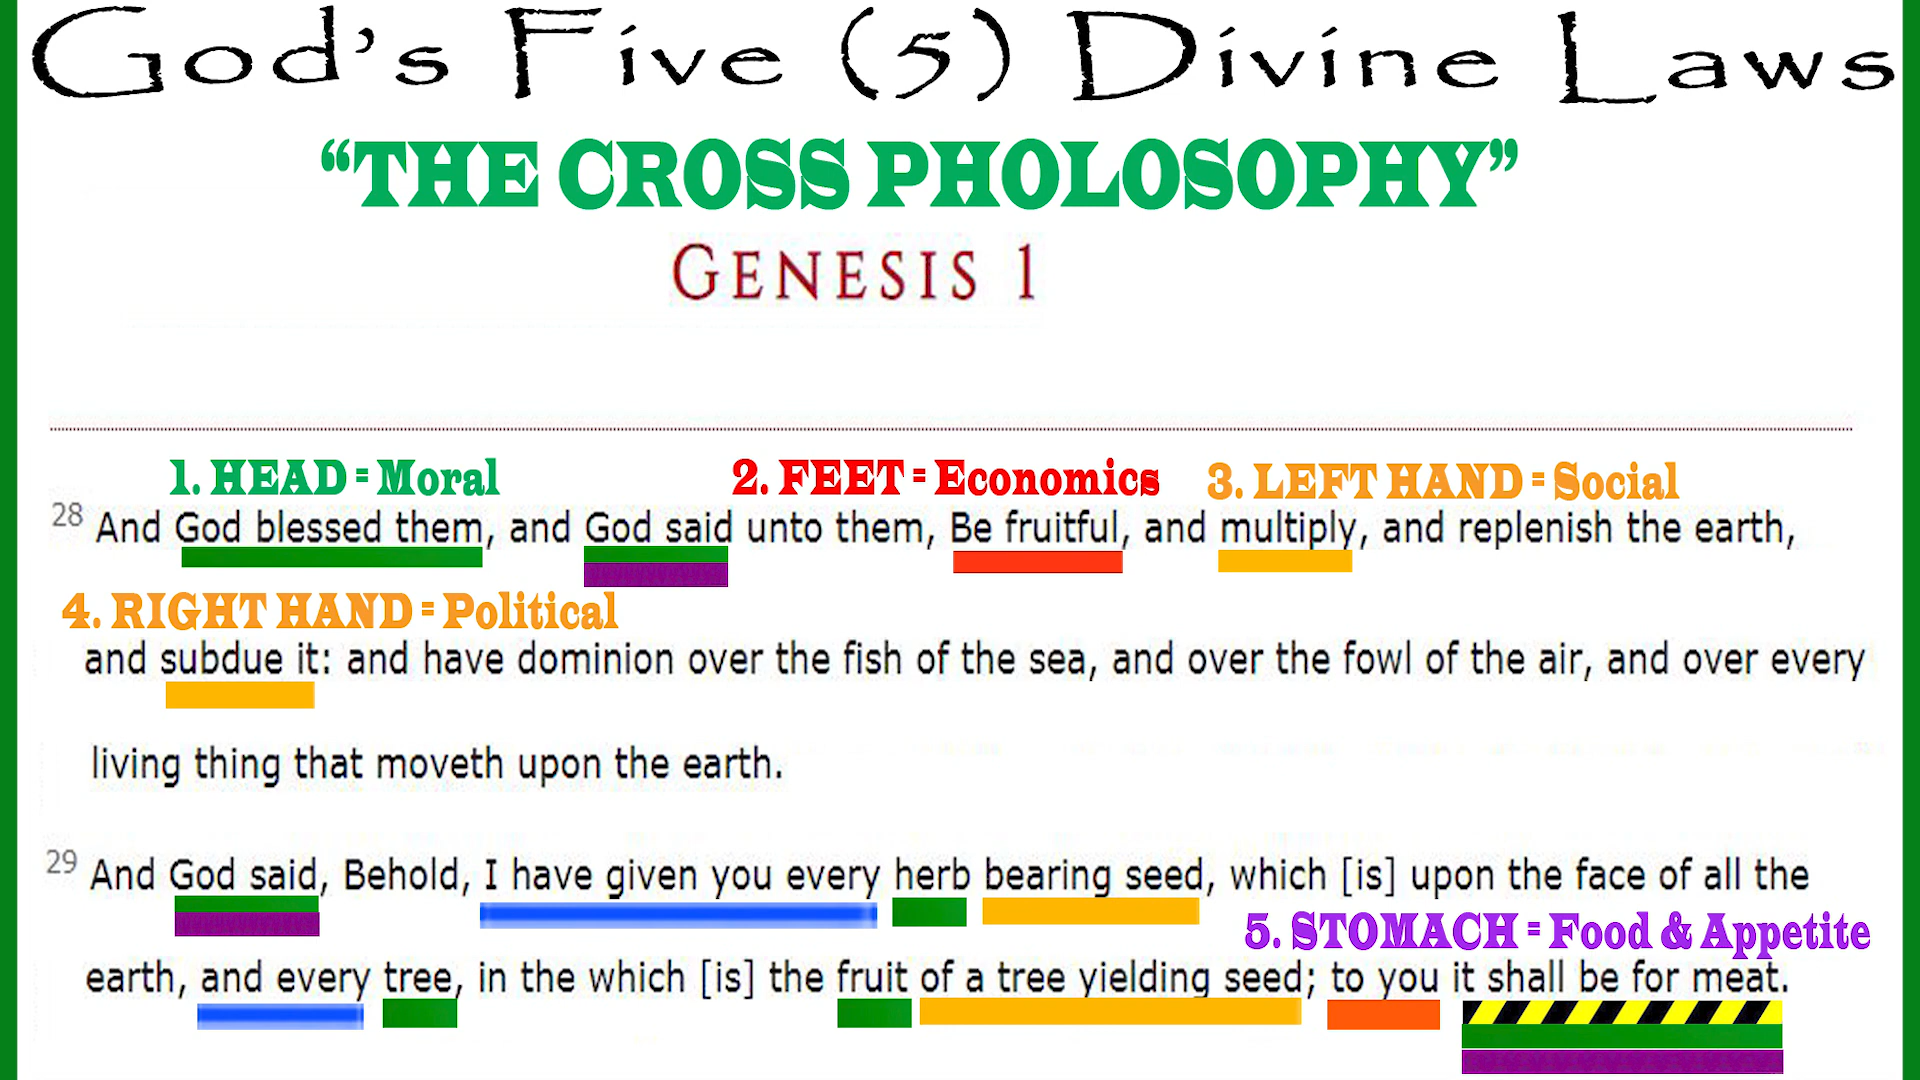 God's Five (5) Divine Laws
“THE CROSS PHOLOSOPHY”
GENESIS 1
1. HEAD = Moral 2. FEET = Economics 3. LEFT HAND = Social
28 And God blessed them, and God said unto them, Be fruitful, and multiply, and replenish the earth,
4. RIGHT HAND = Political
and subdue it: and have dominion over the fish of the sea, and over the fowl of the air, and over every
living thing that moveth upon the earth.
29 And God said, Behold, I have given you every herb bearing seed, which [is] upon the face of all the
5. STOMACH = Food & Appetite
earth, and every tree, in the which [is] the fruit of a tree yielding seed; to you it shall be for meat.